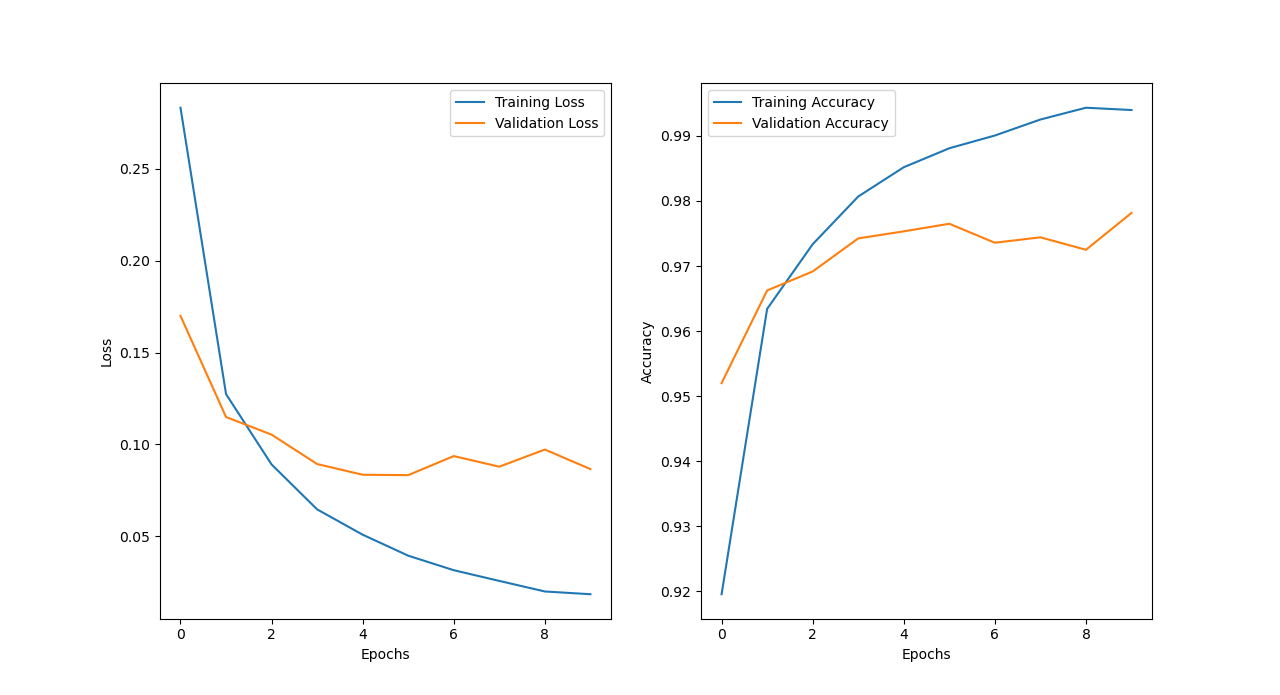 Training Loss
Validation Loss
0.25
0.20
0.15
0.10
0.05
Loss
0 2 4 6 8
Epochs
Training Accuracy
Validation Accuracy
0.99
0.98
0.97
0.96
0.95
0.94
0.93
0.92
Accuracy
0 2 4 6 8
Epochs